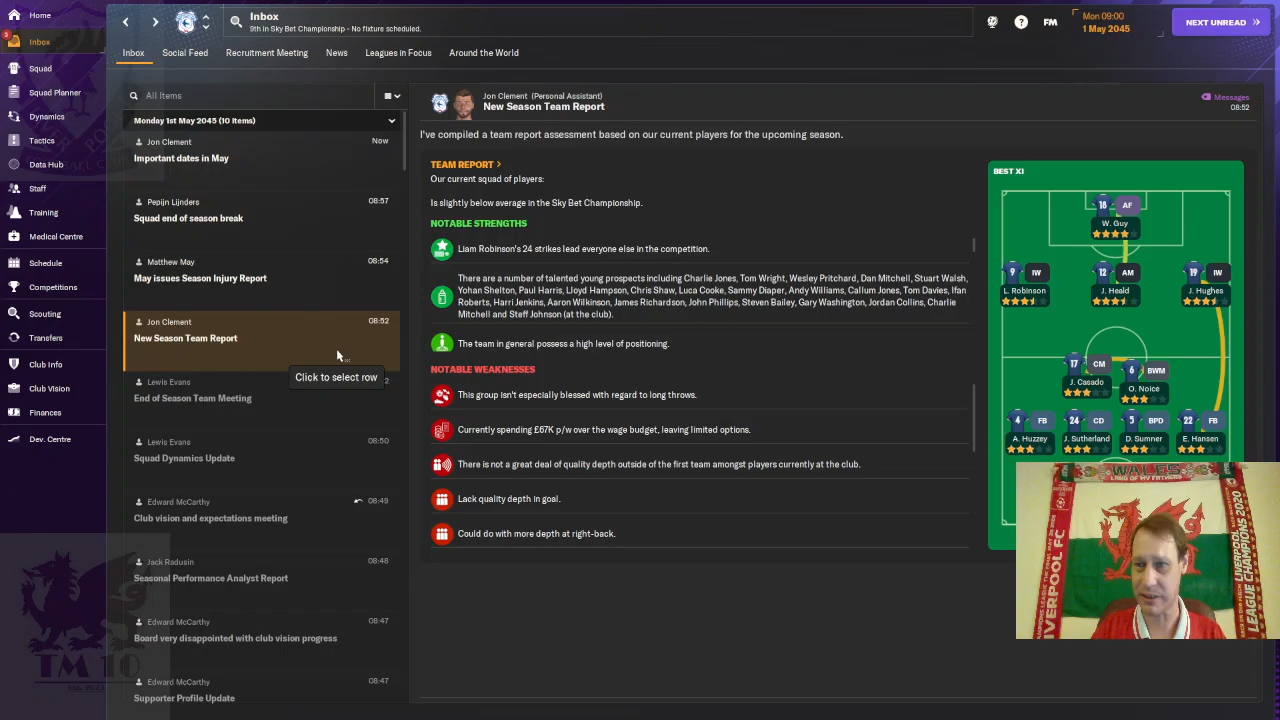 Home
3
Inbox
Squad
Squad Planner
Dynamics
Tactics
Data Hub
Staff
Training
Medical Centre
Schedule
Competitions
Scouting
Transfers
Club Info
Club Vision
Finances
Dev. Centre
TM 10
Inbox
9th in Sky Bet Championship - No fixture scheduled.
FM
Mon 09:00
1 May 2045
NEXT UNREAD
Inbox Social Feed Recruitment Meeting News Leagues in Focus Around the World
All Items
Monday 1st May 2045 (10 Items)
Jon Clement Now
Important dates in May
Pepijn Lijnders 08:57
Squad end of season break
Matthew May 08:54
May issues Season Injury Report
Jon Clement 08:52
New Season Team Report
Click to select row
Lewis Evans 2
End of Season Team Meeting
Lewis Evans 08:50
Squad Dynamics Update
Edward McCarthy 08:49
Club vision and expectations meeting
Jack Radusin 08:48
Seasonal Performance Analyst Report
Edward McCarthy 08:47
Board very disappointed with club vision progress
Edward McCarthy 08:47
Supporter Profile Update
Jon Clement (Personal Assistant)
New Season Team Report
Messages
08:52
I've compiled a team report assessment based on our current players for the upcoming season.
TEAM REPORT >
Our current squad of players:
Is slightly below average in the Sky Bet Championship.
NOTABLE STRENGTHS
Liam Robinson's 24 strikes lead everyone else in the competition.
There are a number of talented young prospects including Charlie Jones, Tom Wright, Wesley Pritchard, Dan Mitchell, Stuart Walsh,
Yohan Shelton, Paul Harris, Lloyd Thompson, Chris Shaw, Luca Cooke, Sammy Diaper, Andy Williams, Callum Jones, Tom Davies, Ifan
Roberts, Harri Jenkins, Aaron Wilkinson, James Richardson, John Phillips, Steven Bailey, Gary Washington, Jordan Collins, Charlie
Mitchell and Steff Johnson (at the club).
The team in general possess a high level of positioning.
NOTABLE WEAKNESSES
This group isn't especially blessed with regard to long throws.
Currently spending £67K p/w over the wage budget, leaving limited options.
There is not a great deal of quality depth outside of the first team amongst players currently at the club.
Lack quality depth in goal.
Could do with more depth at right-back.
BEST XI
18 AF
W. Guy
9 IW 12 AM 19 IW
L. Robinson J. Heald J. Hughes
17 CM
J. Casado
6 BWM
O. Noice
4 FB 24 CD 5 BPD 22 FB
A. Huzzey J. Sutherland D. Sumner E. Hansen
WALES
LAND OF MY FATHERS
LIVERPOOL FC
LIVERPOOL
CHAMPIONS 2020